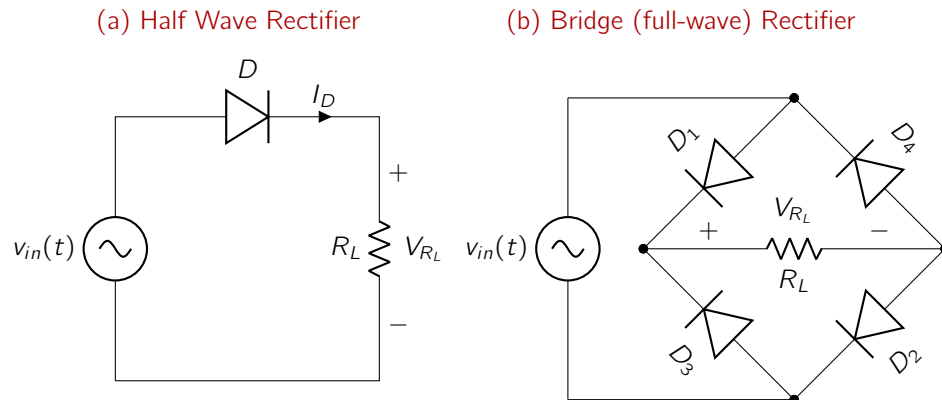 (a) Half Wave Rectifier
(b) Bridge (full-wave) Rectifier
D
I_D
+
v_{in}(t)
R_L
V_{R_L}
−
D_1
D_4
V_{R_L}
+
−
v_{in}(t)
R_L
D_3
D_2